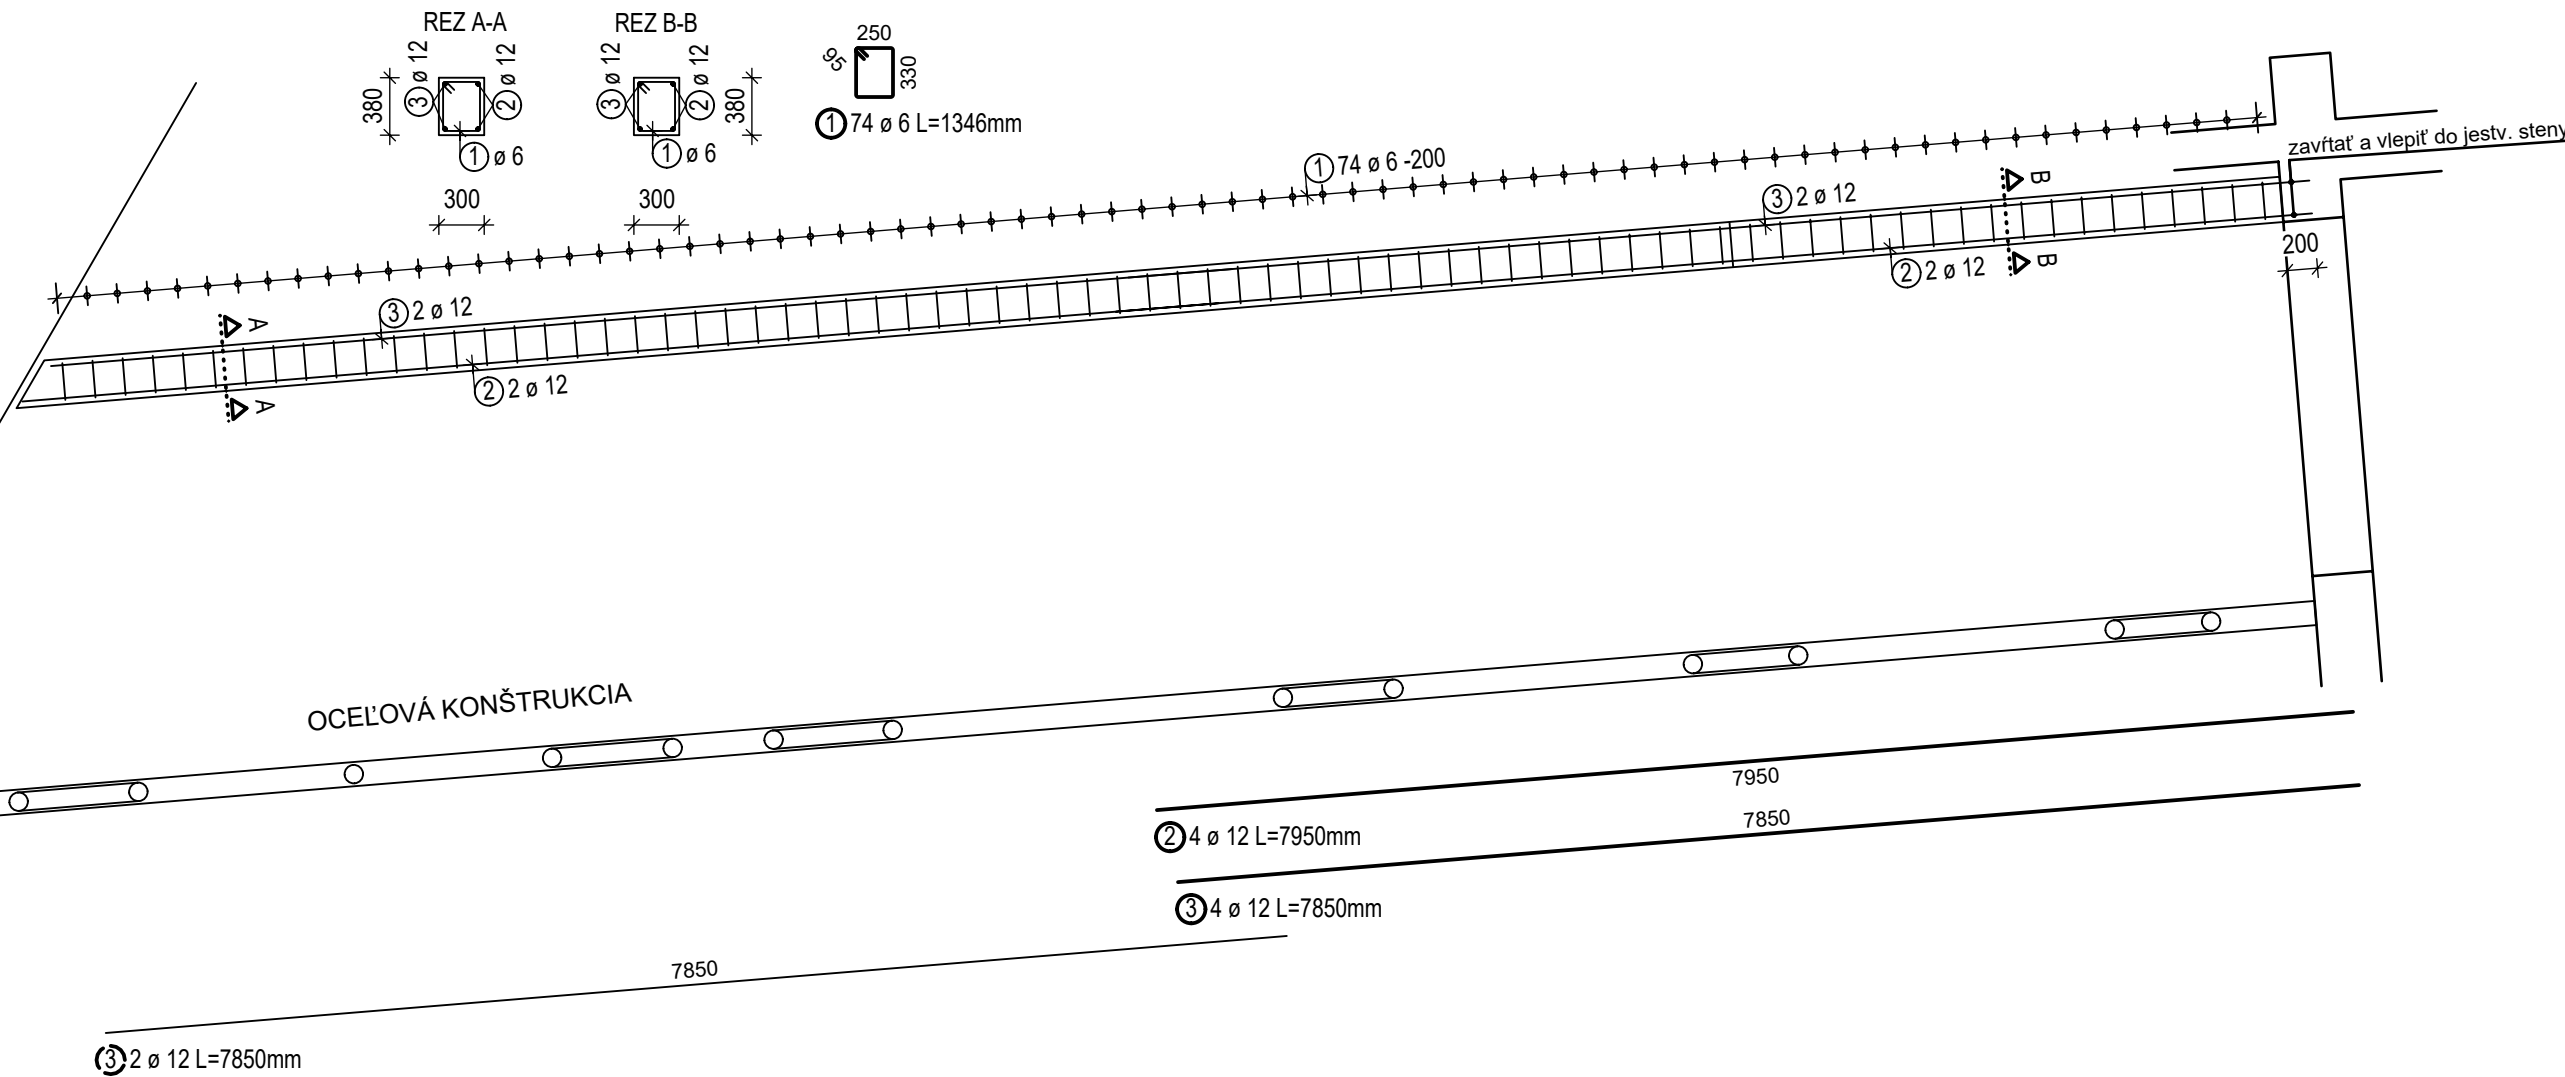 REZ A-A
380
3 ø 12
2 ø 12
1 ø 6
300
REZ B-B
3 ø 12
2 ø 12
380
1 ø 6
300
250
95
330
1 74 ø 6 L=1346mm
1 74 ø 6 -200
zavŕtať a vlepiť do jestv. steny
B
3 2 ø 12
B
2 2 ø 12
200
3 2 ø 12
A
2 2 ø 12
A
OCEĽOVÁ KONŠTRUKCIA
7950
2 4 ø 12 L=7950mm
7850
3 4 ø 12 L=7850mm
7850
3 2 ø 12 L=7850mm